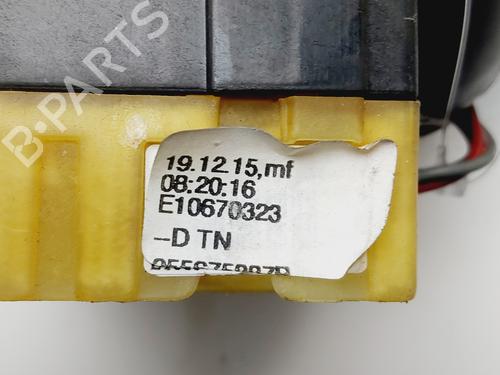 B-PARTS
19.12.15,mf
08:20:16
E10670323
-D TN